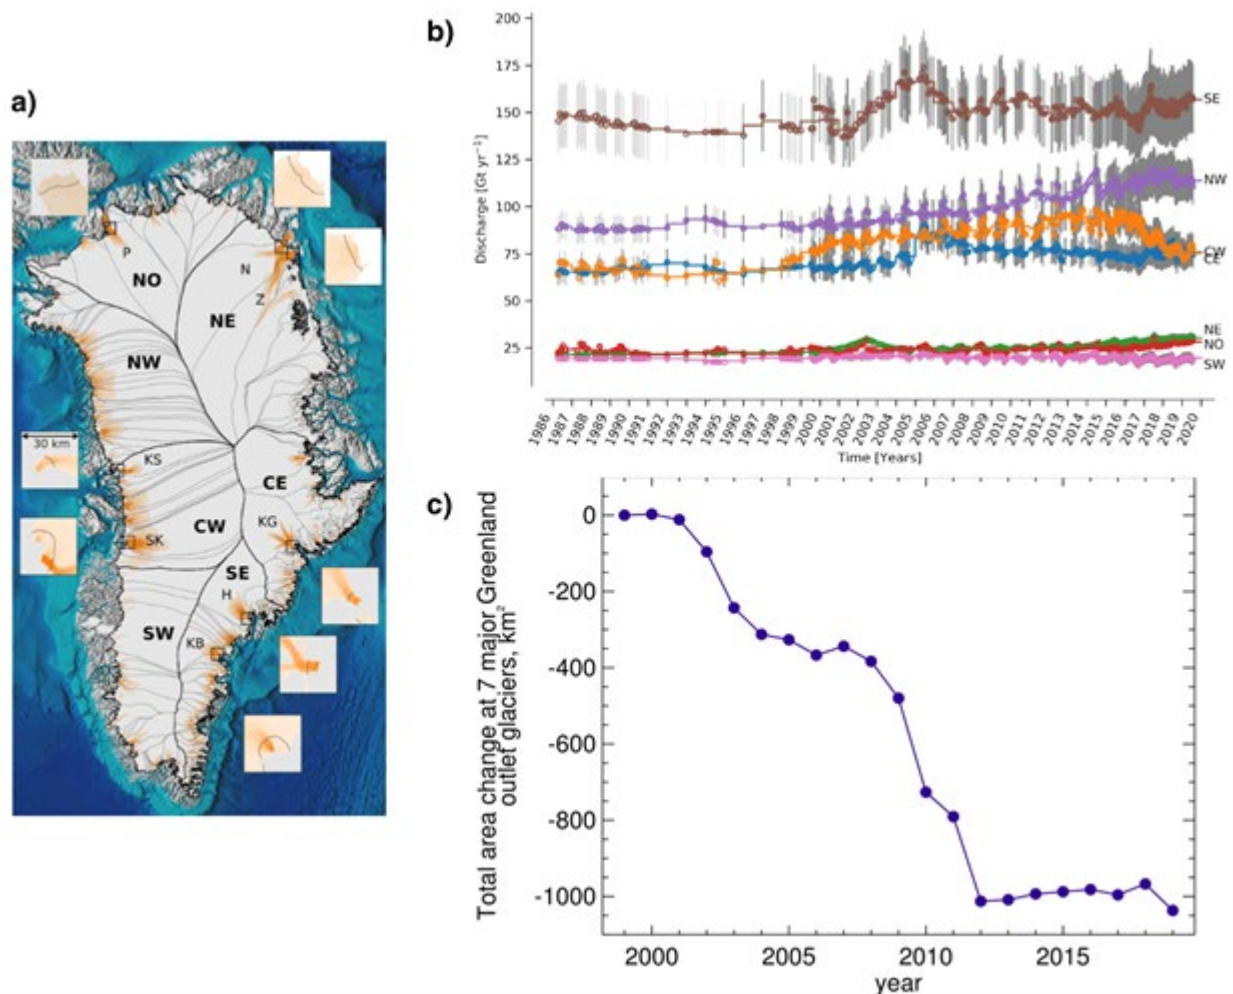 a)
P
N
NO
Z
NE
NW
30 km
KS
CE
CW
KG
SK
SE
H
SW
KB
b)
200
175
150
125
100
75
50
25
Discharge [Gt yr⁻¹]
SE
NW
CW
CE
NE
NO
SW
1986
1987
1988
1989
1990
1991
1992
1993
1994
1995
1996
1997
1998
1999
2000
2001
2002
2003
2004
2005
2006
2007
2008
2009
2010
2011
2012
2013
2014
2015
2016
2017
2018
2019
2020
Time [Years]
c)
Total area change at 7 major Greenland
outlet glaciers, km²
0
-200
-400
-600
-800
-1000
2000
2005
2010
2015
year